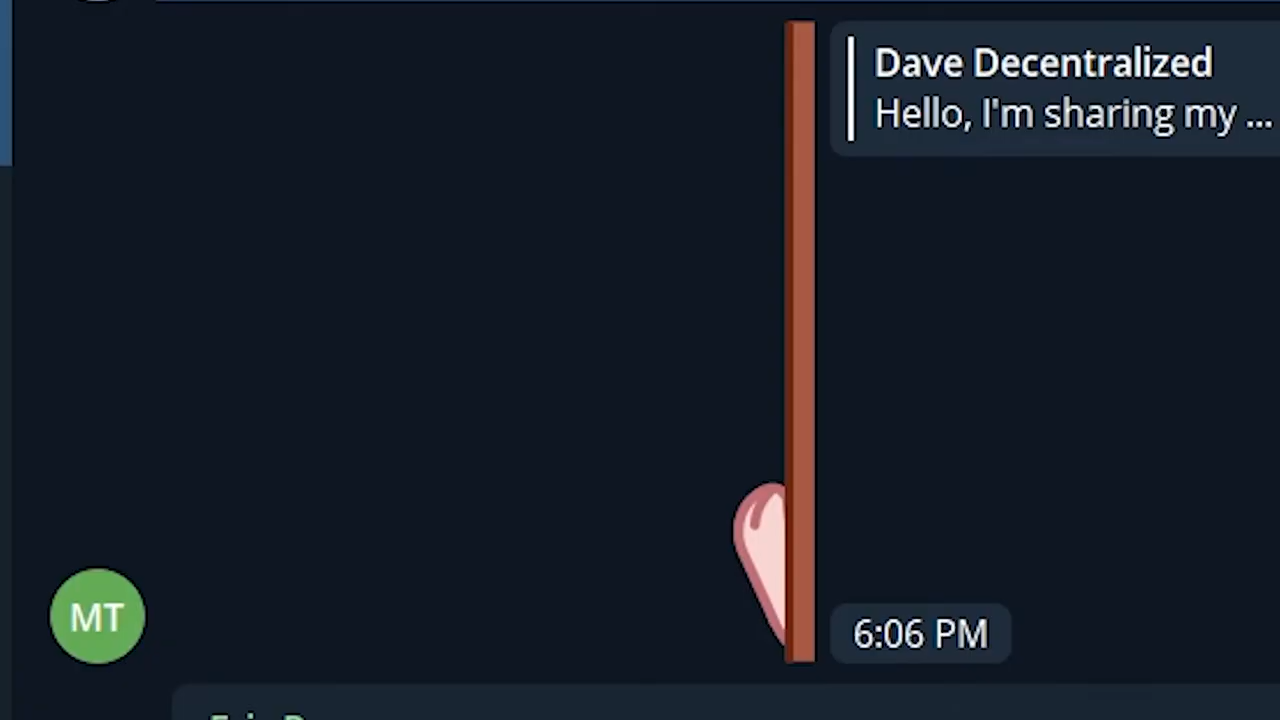 Dave Decentralized
Hello, I'm sharing my ...
MT
6:06 PM